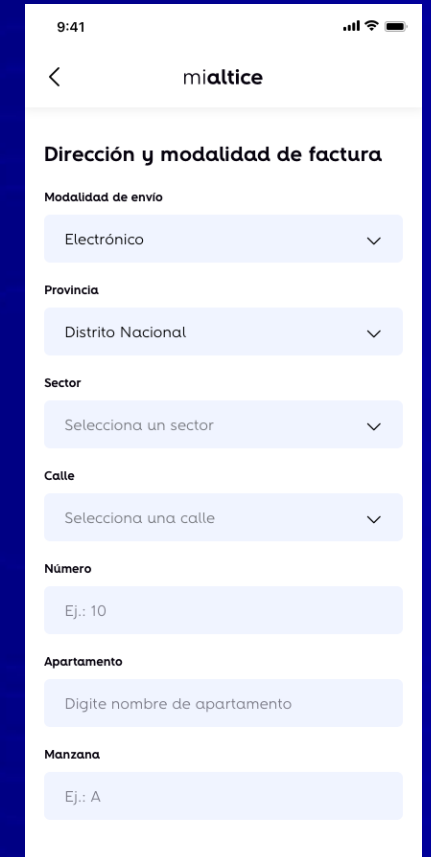 9:41
mialtice
Dirección y modalidad de factura
Modalidad de envío
Electrónico
Provincia
Distrito Nacional
Sector
Selecciona un sector
Calle
Selecciona una calle
Número
Ej.: 10
Apartamento
Digite nombre de apartamento
Manzana
Ej.: A